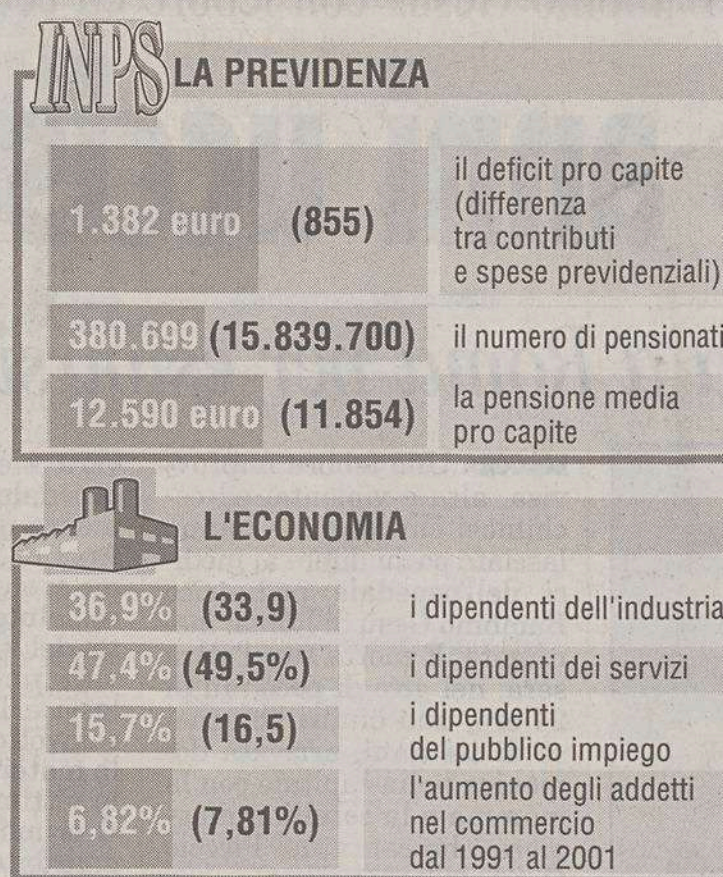 INPS LA PREVIDENZA
1.382 euro (855) il deficit pro capite
(differenza
tra contributi
e spese previdenziali)
380.699 (15.839.700) il numero di pensionati
12.590 euro (11.854) la pensione media
pro capite
L'ECONOMIA
36,9% (33,9) i dipendenti dell'industria
47,4% (49,5%) i dipendenti dei servizi
15,7% (16,5) i dipendenti
del pubblico impiego
6,82% (7,81%) l'aumento degli addetti
nel commercio
dal 1991 al 2001